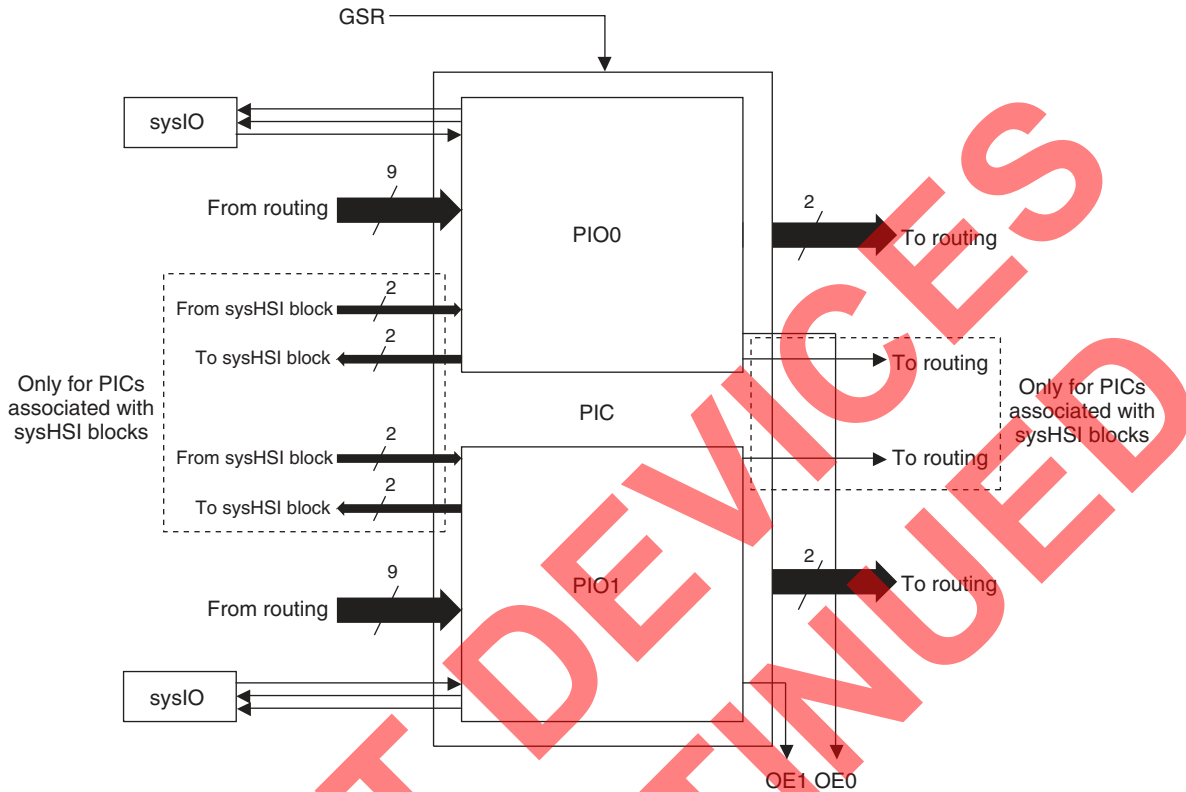 GSR
sysIO
9
From routing
PIO0
2
To routing
From sysHSI block
2
To sysHSI block
2
To routing
Only for PICs
associated with
sysHSI blocks
PIC
Only for PICs
associated with
sysHSI blocks
From sysHSI block
2
To routing
To sysHSI block
2
9
From routing
PIO1
2
To routing
sysIO
OE1 OE0
T DEVICES
TINUED